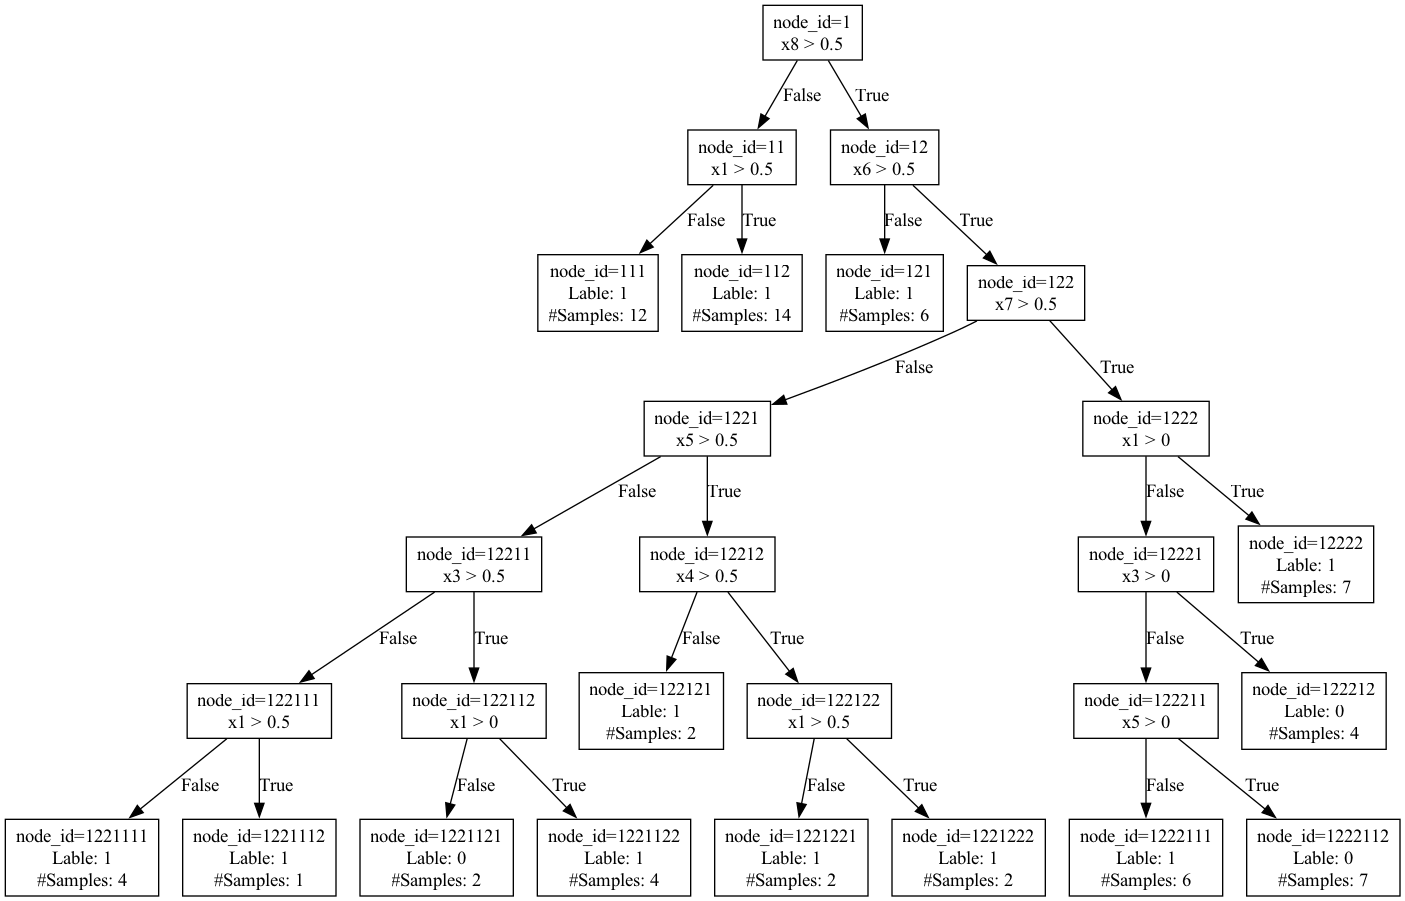 node_id=1
x8 > 0.5
False
True
node_id=11
x1 > 0.5
node_id=12
x6 > 0.5
False
True
False
True
node_id=111
Lable: 1
#Samples: 12
node_id=112
Lable: 1
#Samples: 14
node_id=121
Lable: 1
#Samples: 6
node_id=122
x7 > 0.5
False
True
node_id=1221
x5 > 0.5
node_id=1222
x1 > 0
False
True
False
True
node_id=12211
x3 > 0.5
node_id=12212
x4 > 0.5
node_id=12221
x3 > 0
node_id=12222
Lable: 1
#Samples: 7
False
True
False
True
False
True
node_id=122111
x1 > 0.5
node_id=122112
x1 > 0
node_id=122121
Lable: 1
#Samples: 2
node_id=122122
x1 > 0.5
node_id=122211
x5 > 0
node_id=122212
Lable: 0
#Samples: 4
False
True
False
True
False
True
False
True
node_id=1221111
Lable: 1
#Samples: 4
node_id=1221112
Lable: 1
#Samples: 1
node_id=1221121
Lable: 0
#Samples: 2
node_id=1221122
Lable: 1
#Samples: 4
node_id=1221221
Lable: 1
#Samples: 2
node_id=1221222
Lable: 1
#Samples: 2
node_id=1222111
Lable: 1
#Samples: 6
node_id=1222112
Lable: 0
#Samples: 7